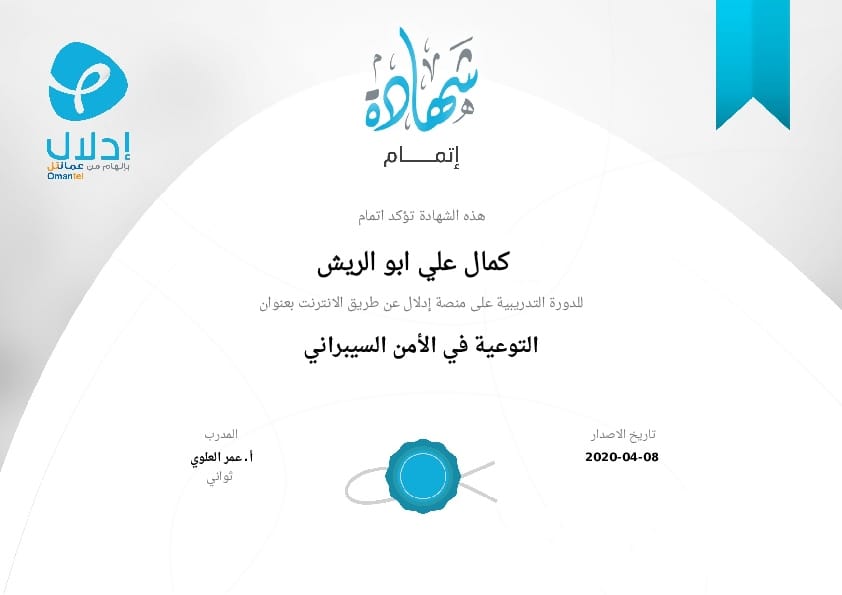 شهادة
إتمـــــام
إدلال
بإلهام من عمانتل
Omantel
هذه الشهادة تؤكد اتمام
كمال علي ابو الريش
للدورة التدريبية على منصة إدلال عن طريق الانترنت بعنوان
التوعية في الأمن السيبراني
تاريخ الاصدار
2020-04-08
المدرب
أ. عمر العلوي
ثواني